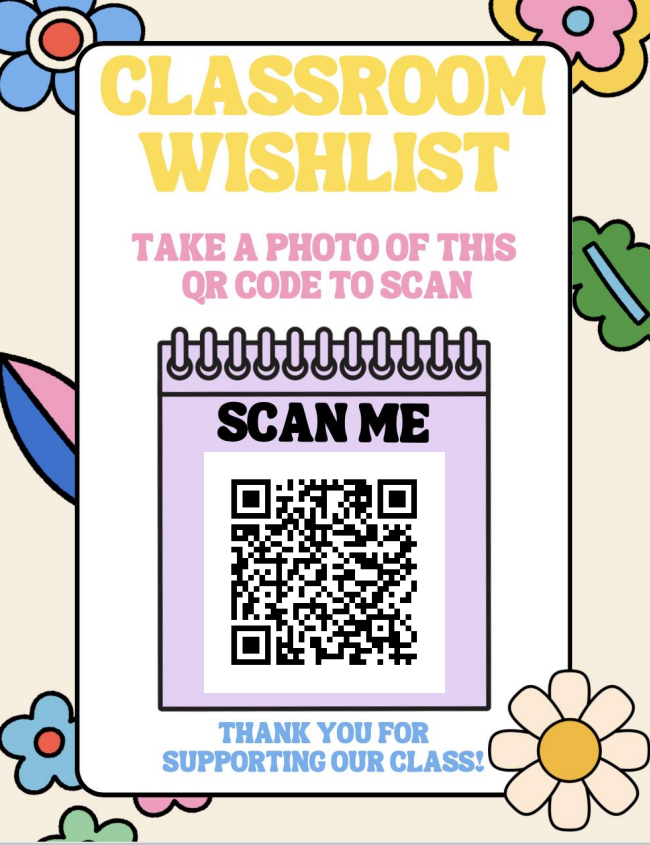 CLASSROOM
WISHLIST
TAKE A PHOTO OF THIS
QR CODE TO SCAN
SCAN ME
THANK YOU FOR
SUPPORTING OUR CLASS!